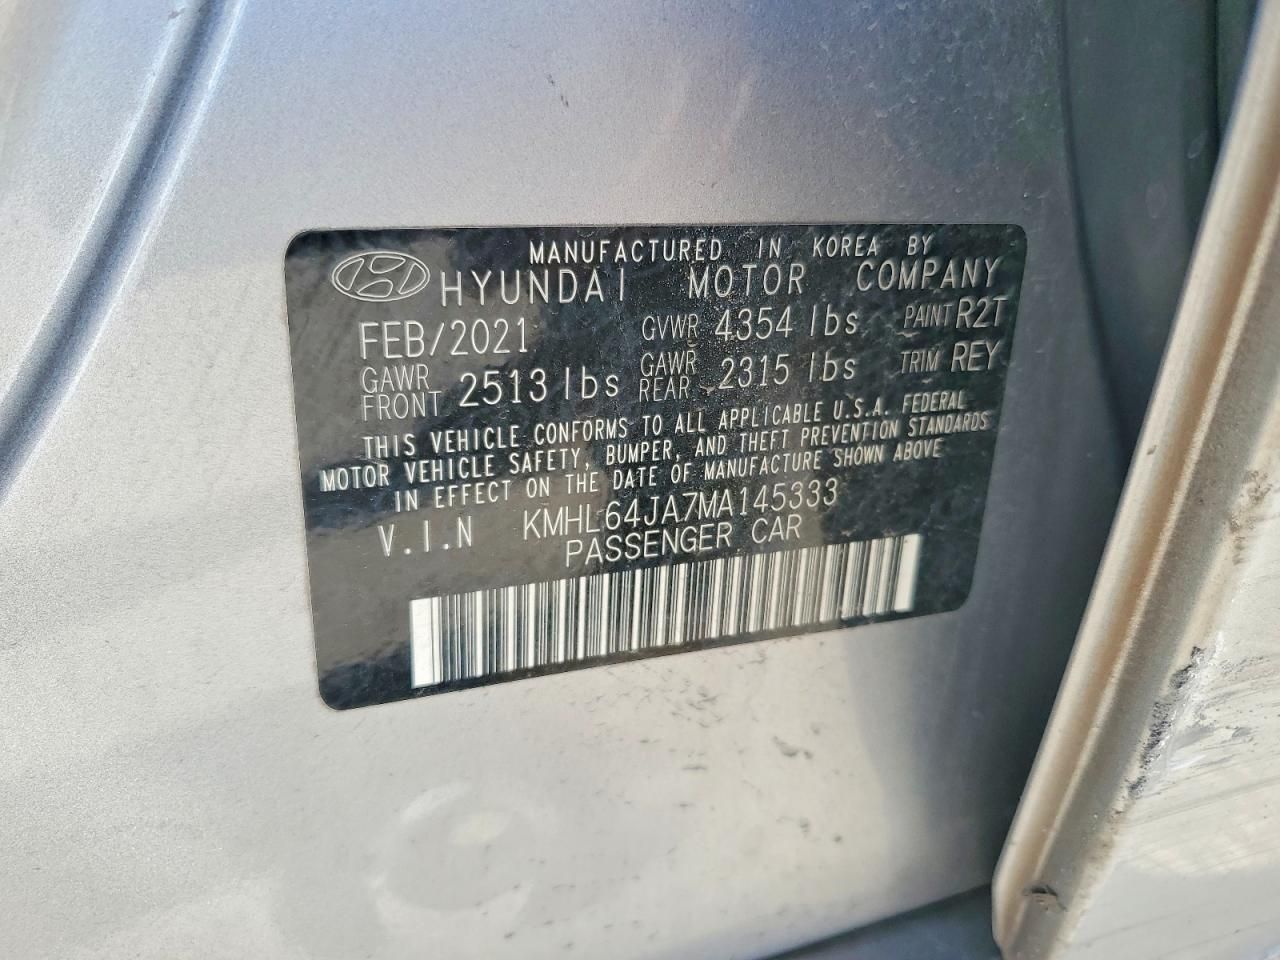 MANUFACTURED IN KOREA BY
HYUNDAI MOTOR COMPANY
FEB/2021 GVWR 4354 lbs PAINT R2T
GAWR FRONT 2513 lbs GAWR REAR 2315 lbs TRIM REY
THIS VEHICLE CONFORMS TO ALL APPLICABLE U.S.A. FEDERAL
MOTOR VEHICLE SAFETY, BUMPER, AND THEFT PREVENTION STANDARDS
IN EFFECT ON THE DATE OF MANUFACTURE SHOWN ABOVE
V.I.N KMHL64JA7MA145333
PASSENGER CAR